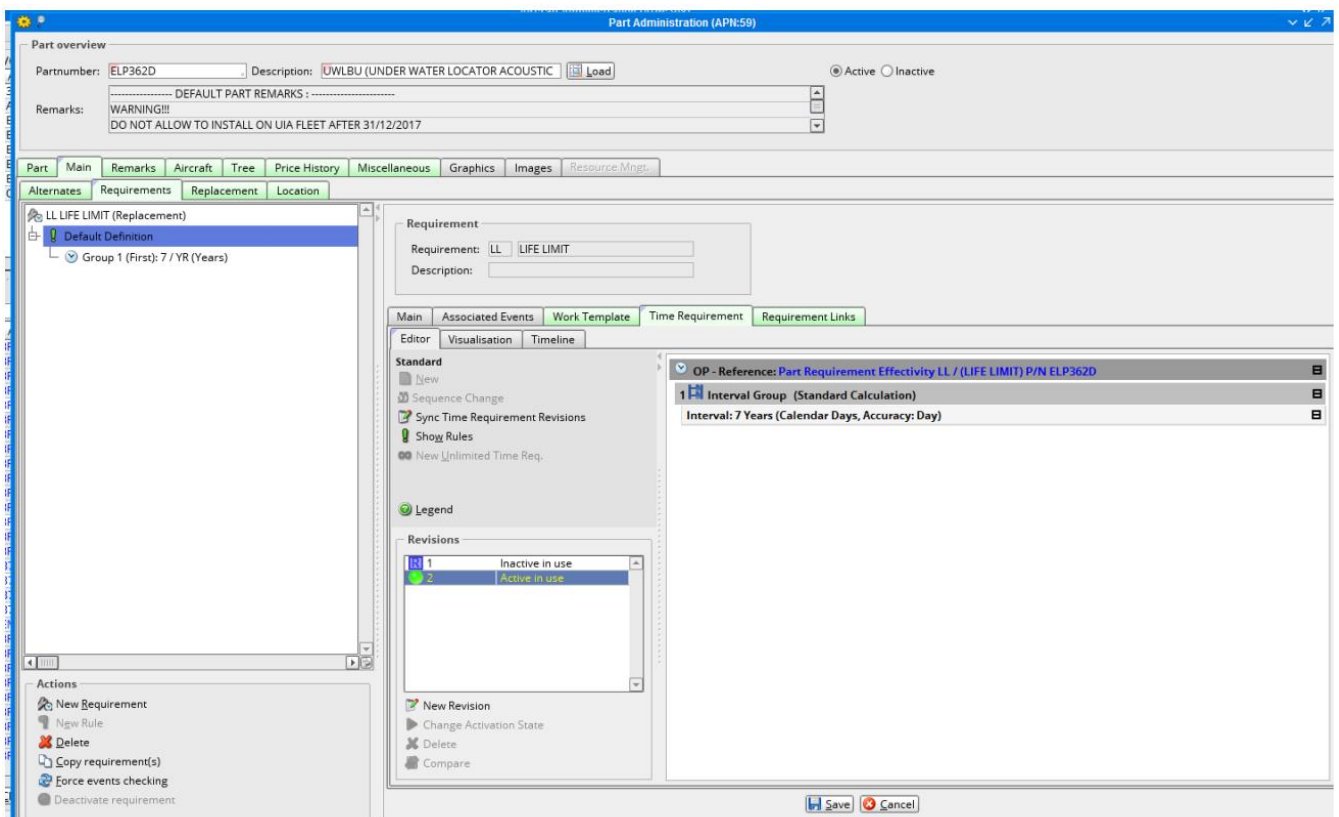 Part Administration (APN:59)
Part overview
Partnumber: ELP362D Description: UWLBU (UNDER WATER LOCATOR ACOUSTIC Load Active Inactive
Remarks:
----------------- DEFAULT PART REMARKS : -----------------------
WARNING!!!
DO NOT ALLOW TO INSTALL ON UIA FLEET AFTER 31/12/2017
Part Main Remarks Aircraft Tree Price History Miscellaneous Graphics Images Resource Mngt.
Alternates Requirements Replacement Location
LL LIFE LIMIT (Replacement)
Default Definition
Group 1 (First): 7 / YR (Years)
Requirement
Requirement: LL LIFE LIMIT
Description:
Main Associated Events Work Template Time Requirement Requirement Links
Editor Visualisation Timeline
Standard
New
Sequence Change
Sync Time Requirement Revisions
Show Rules
New Unlimited Time Req.
Legend
OP - Reference: Part Requirement Effectivity LL / (LIFE LIMIT) P/N ELP362D
1 Interval Group (Standard Calculation)
Interval: 7 Years (Calendar Days, Accuracy: Day)
Revisions
R 1 Inactive in use
2 Active in use
New Revision
Change Activation State
Delete
Compare
Actions
New Requirement
New Rule
Delete
Copy requirement(s)
Force events checking
Deactivate requirement
Save Cancel